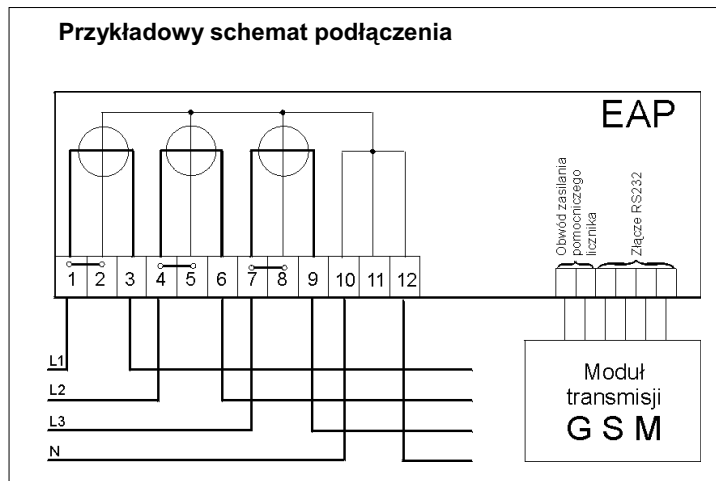 Przykładowy schemat podłączenia
EAP
Obwód zasilania
pomocniczego
licznika
Złącze RS232
1 2 3 4 5 6 7 8 9 10 11 12
L1
L2
L3
N
Moduł
transmisji
GSM